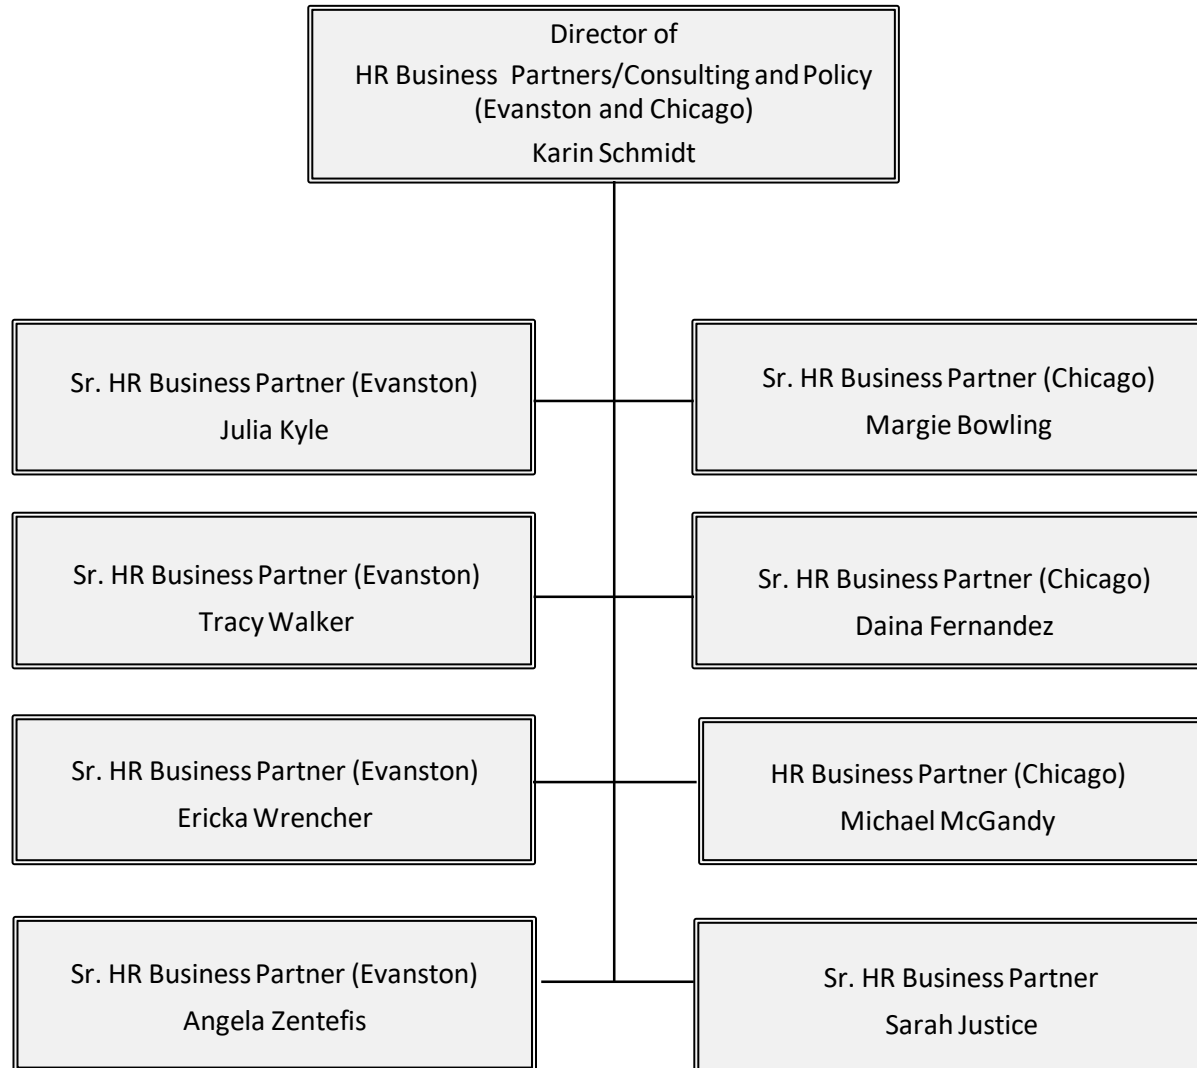 Director of
HR Business Partners/Consulting and Policy
(Evanston and Chicago)
Karin Schmidt
Sr. HR Business Partner (Evanston)
Julia Kyle
Sr. HR Business Partner (Chicago)
Margie Bowling
Sr. HR Business Partner (Evanston)
Tracy Walker
Sr. HR Business Partner (Chicago)
Daina Fernandez
Sr. HR Business Partner (Evanston)
Ericka Wrencher
HR Business Partner (Chicago)
Michael McGandy
Sr. HR Business Partner (Evanston)
Angela Zentefis
Sr. HR Business Partner
Sarah Justice